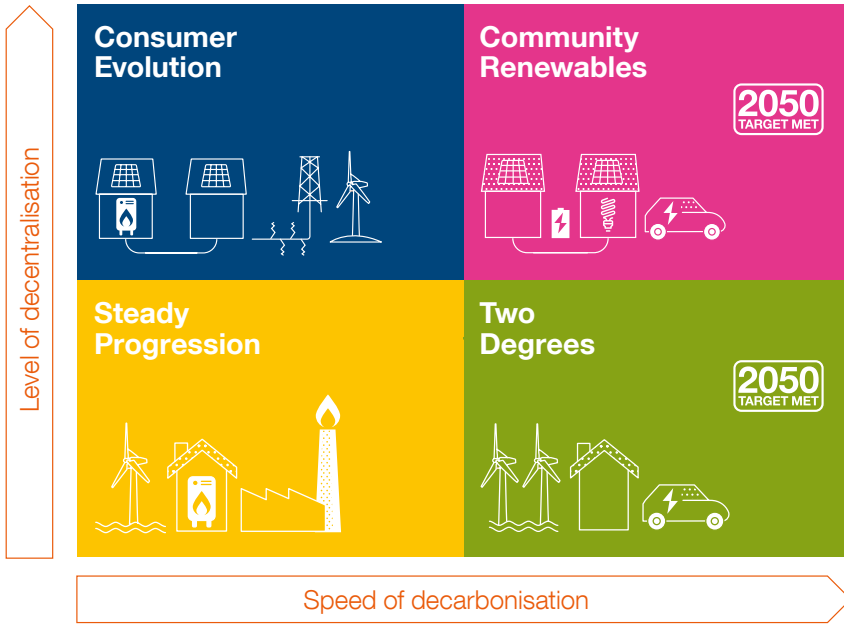 Level of decentralisation
Consumer
Evolution
Community
Renewables
2050
TARGET MET
Steady
Progression
Two
Degrees
2050
TARGET MET
Speed of decarbonisation